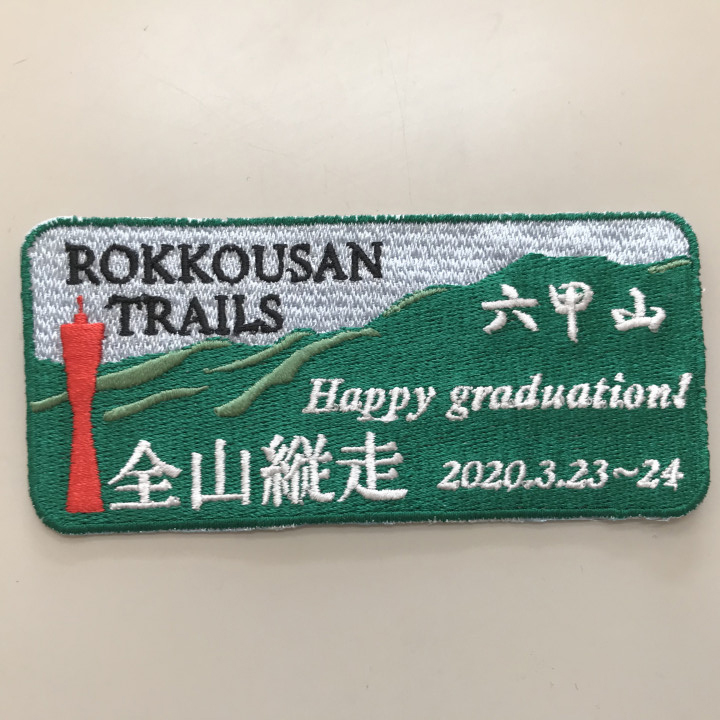 ROKKOUSAN
TRAILS
六甲山
Happy graduation!
全山縦走
2020.3.23~24